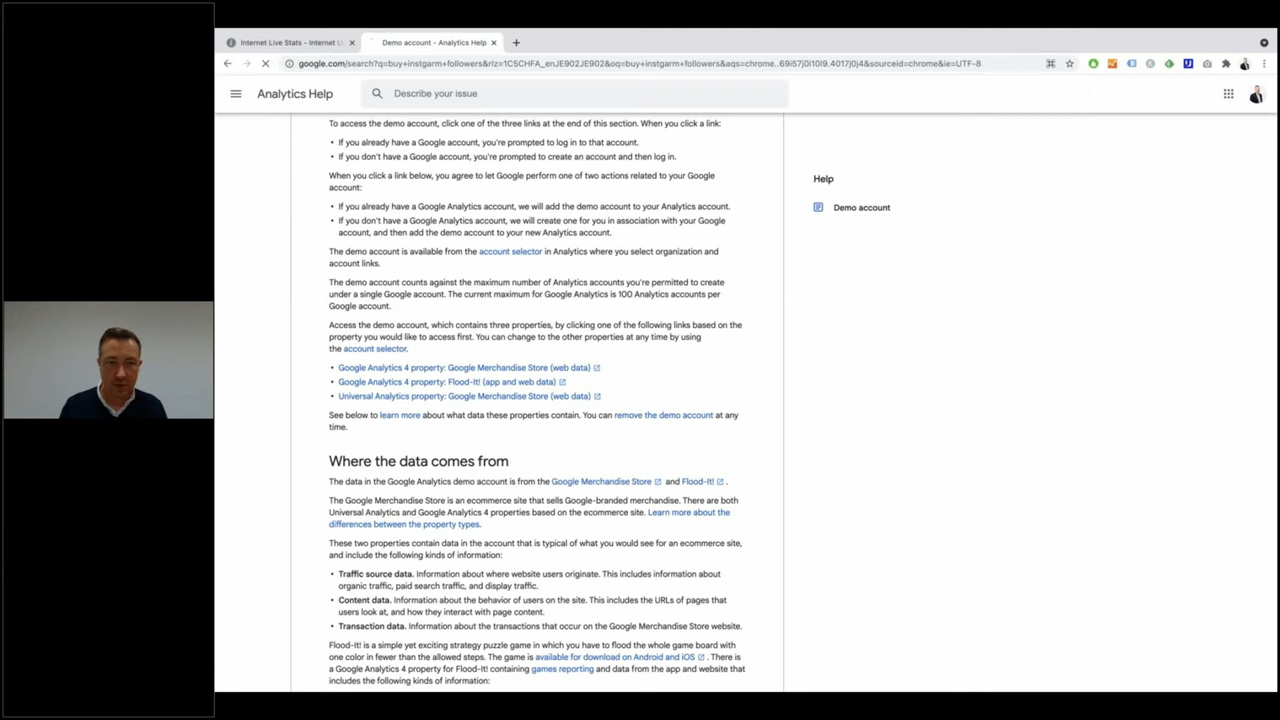 Internet Live Stats - Internet U
Demo account - Analytics Help
google.com/search?q=buy+instgarm+followers&rlz=1C5CHFA_enJE902JE902&oq=buy+instgarm+followers&aqs=chrome..69i57j0i10l9.4017j0j4&sourceid=chrome&ie=UTF-8
Analytics Help
Describe your issue
To access the demo account, click one of the three links at the end of this section. When you click a link:
• If you already have a Google account, you're prompted to log in to that account.
• If you don't have a Google account, you're prompted to create an account and then log in.
When you click a link below, you agree to let Google perform one of two actions related to your Google
account:
• If you already have a Google Analytics account, we will add the demo account to your Analytics account.
• If you don't have a Google Analytics account, we will create one for you in association with your Google
account, and then add the demo account to your new Analytics account.
The demo account is available from the account selector in Analytics where you select organization and
account links.
The demo account counts against the maximum number of Analytics accounts you're permitted to create
under a single Google account. The current maximum for Google Analytics is 100 Analytics accounts per
Google account.
Access the demo account, which contains three properties, by clicking one of the following links based on the
property you would like to access first. You can change to the other properties at any time by using
the account selector.
• Google Analytics 4 property: Google Merchandise Store (web data)
• Google Analytics 4 property: Flood-It! (app and web data)
• Universal Analytics property: Google Merchandise Store (web data)
See below to learn more about what data these properties contain. You can remove the demo account at any
time.
Where the data comes from
The data in the Google Analytics demo account is from the Google Merchandise Store and Flood-It! .
The Google Merchandise Store is an ecommerce site that sells Google-branded merchandise. There are both
Universal Analytics and Google Analytics 4 properties based on the ecommerce site. Learn more about the
differences between the property types.
These two properties contain data in the account that is typical of what you would see for an ecommerce site,
and include the following kinds of information:
• Traffic source data. Information about where website users originate. This includes information about
organic traffic, paid search traffic, and display traffic.
• Content data. Information about the behavior of users on the site. This includes the URLs of pages that
users look at, and how they interact with page content.
• Transaction data. Information about the transactions that occur on the Google Merchandise Store website.
Flood-It! is a simple yet exciting strategy puzzle game in which you have to flood the whole game board with
one color in fewer than the allowed steps. The game is available for download on Android and iOS . There is
a Google Analytics 4 property for Flood-It! containing games reporting and data from the app and website that
includes the following kinds of information:
Help
Demo account